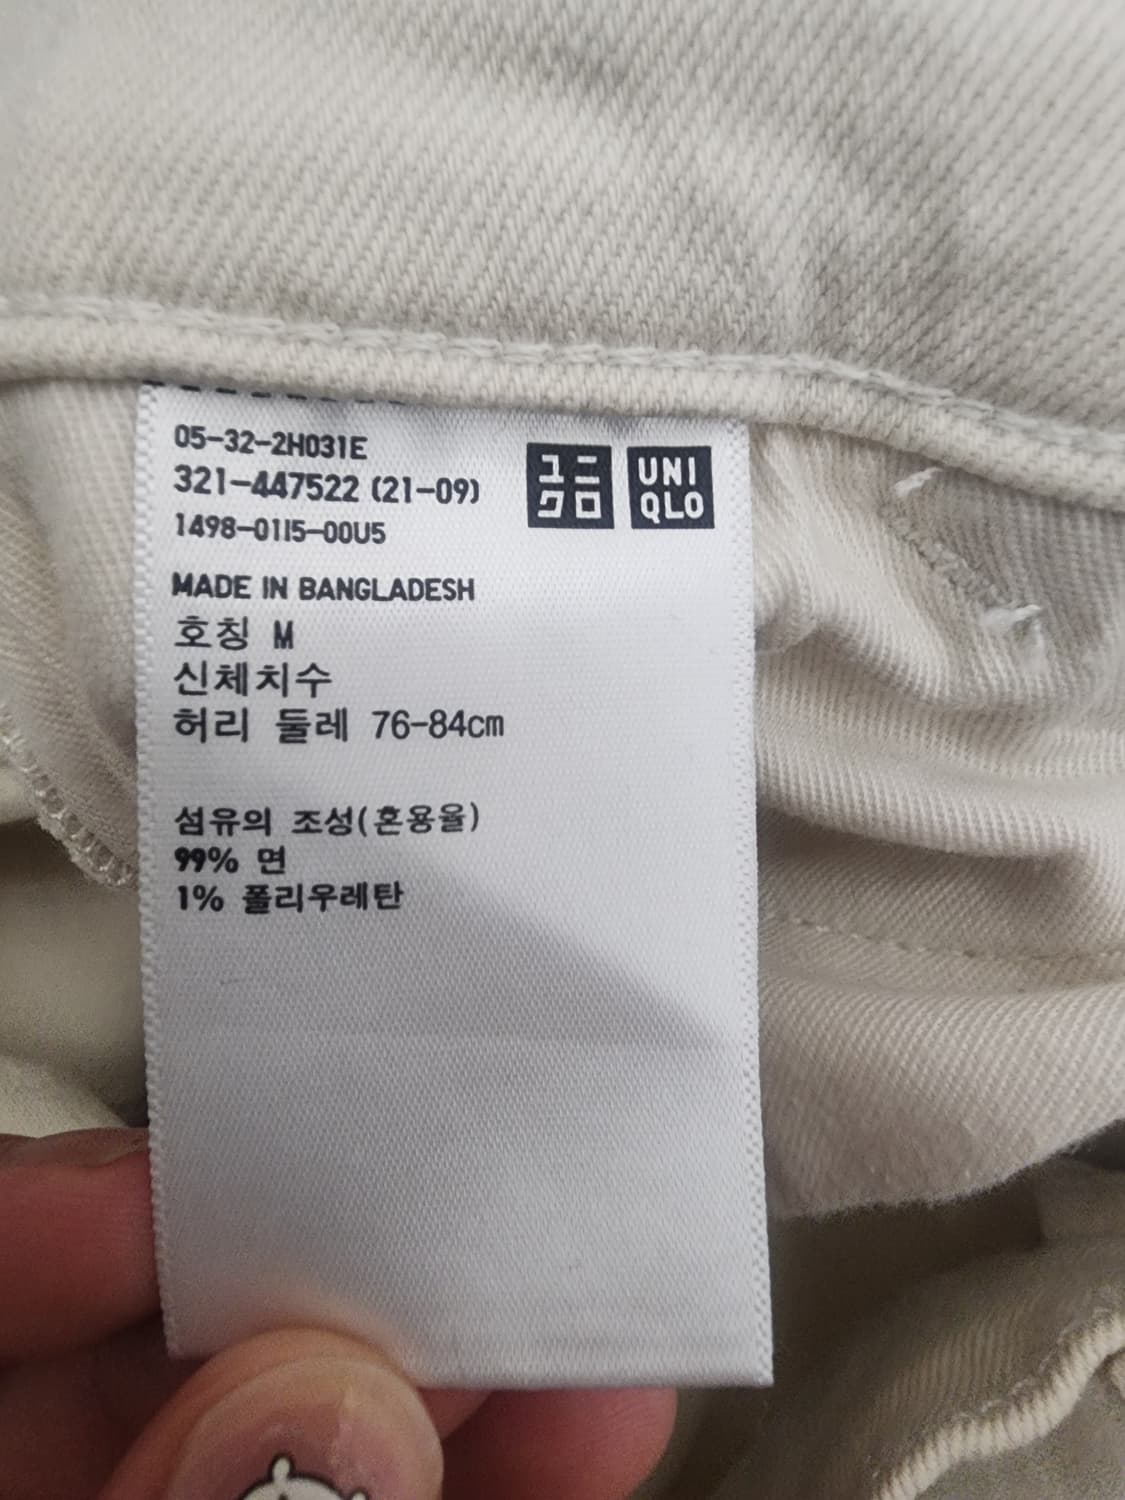 05-32-2H031E
321-447522 (21-09)
1498-01I5-00U5
ユニ
クロ
UNI
QLO
MADE IN BANGLADESH
호칭 M
신체치수
허리 둘레 76-84cm
섬유의 조성(혼용율)
99% 면
1% 폴리우레탄